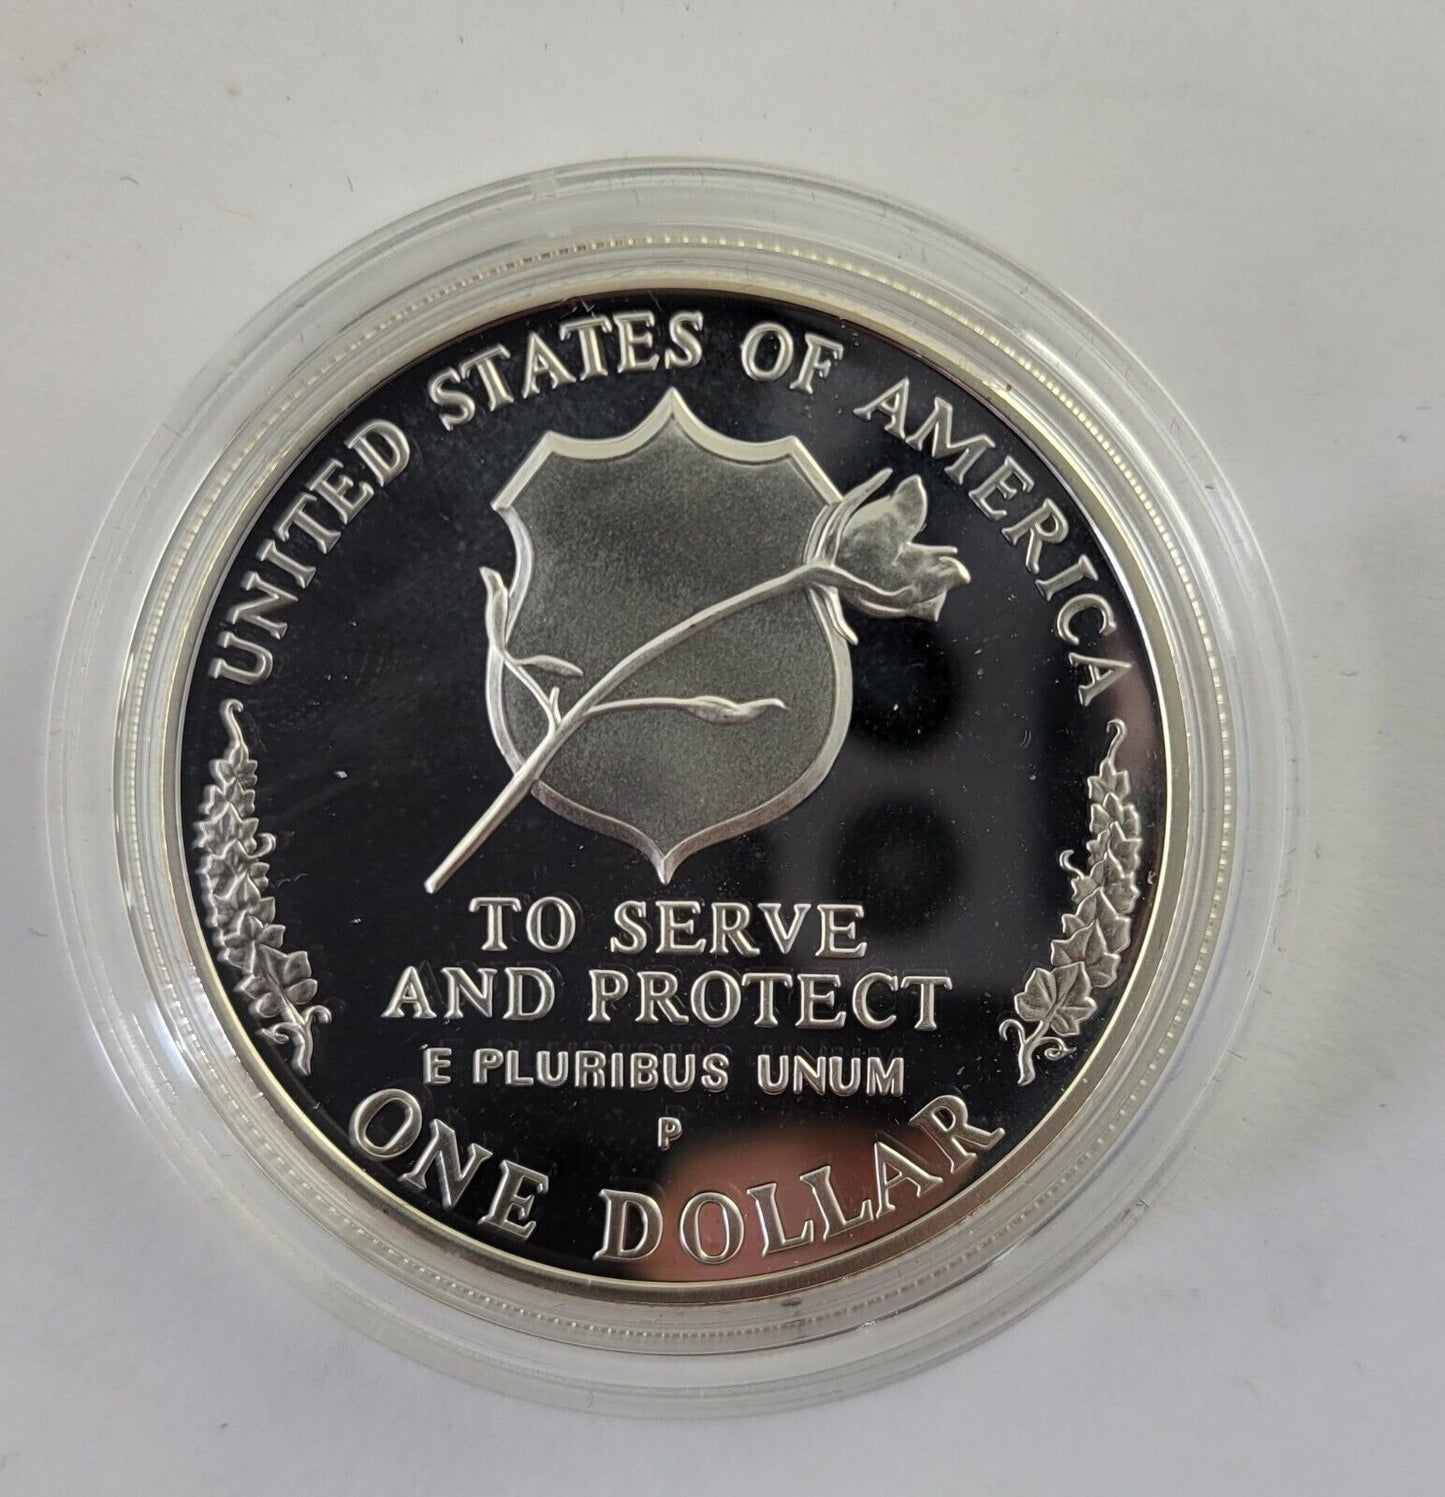 UNITED STATES OF AMERICA
TO SERVE
AND PROTECT
E PLURIBUS UNUM
P
ONE DOLLAR